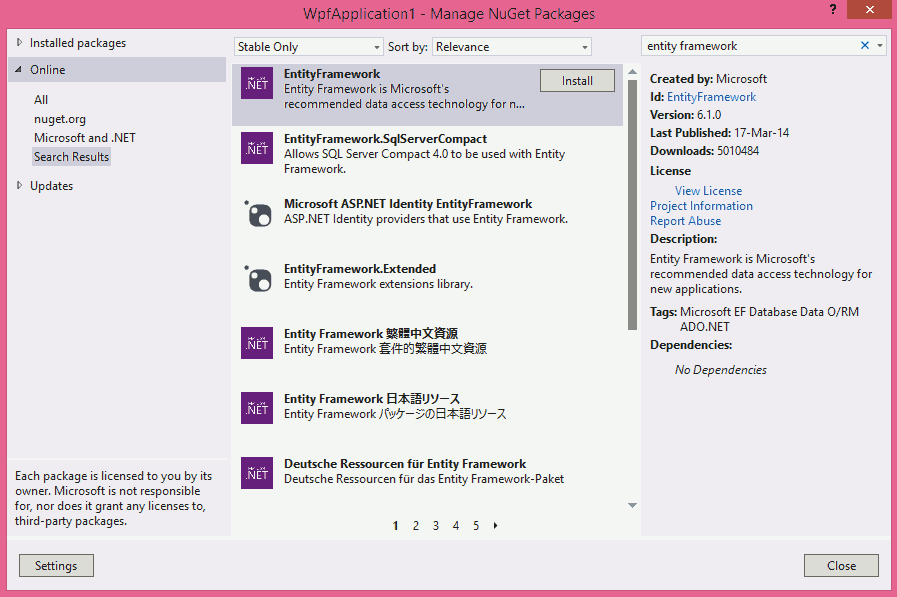 WpfApplication1 - Manage NuGet Packages
?
Installed packages
Online
All
nuget.org
Microsoft and .NET
Search Results
Updates
Each package is licensed to you by its
owner. Microsoft is not responsible
for, nor does it grant any licenses to,
third-party packages.
Stable Only
Sort by: Relevance
.NET
EntityFramework
Install
Entity Framework is Microsoft's
recommended data access technology for n...
.NET
EntityFramework.SqlServerCompact
Allows SQL Server Compact 4.0 to be used with Entity
Framework.
Microsoft ASP.NET Identity EntityFramework
ASP.NET Identity providers that use Entity Framework.
EntityFramework.Extended
Entity Framework extensions library.
.NET
Entity Framework 繁體中文資源
Entity Framework 套件的繁體中文資源
.NET
Entity Framework 日本語リソース
Entity Framework パッケージの日本語リソース
.NET
Deutsche Ressourcen für Entity Framework
Deutsche Ressourcen für das Entity Framework-Paket
1 2 3 4 5
entity framework
Created by: Microsoft
Id: EntityFramework
Version: 6.1.0
Last Published: 17-Mar-14
Downloads: 5010484
License
View License
Project Information
Report Abuse
Description:
Entity Framework is Microsoft's
recommended data access technology for
new applications.
Tags: Microsoft EF Database Data O/RM
ADO.NET
Dependencies:
No Dependencies
Settings
Close